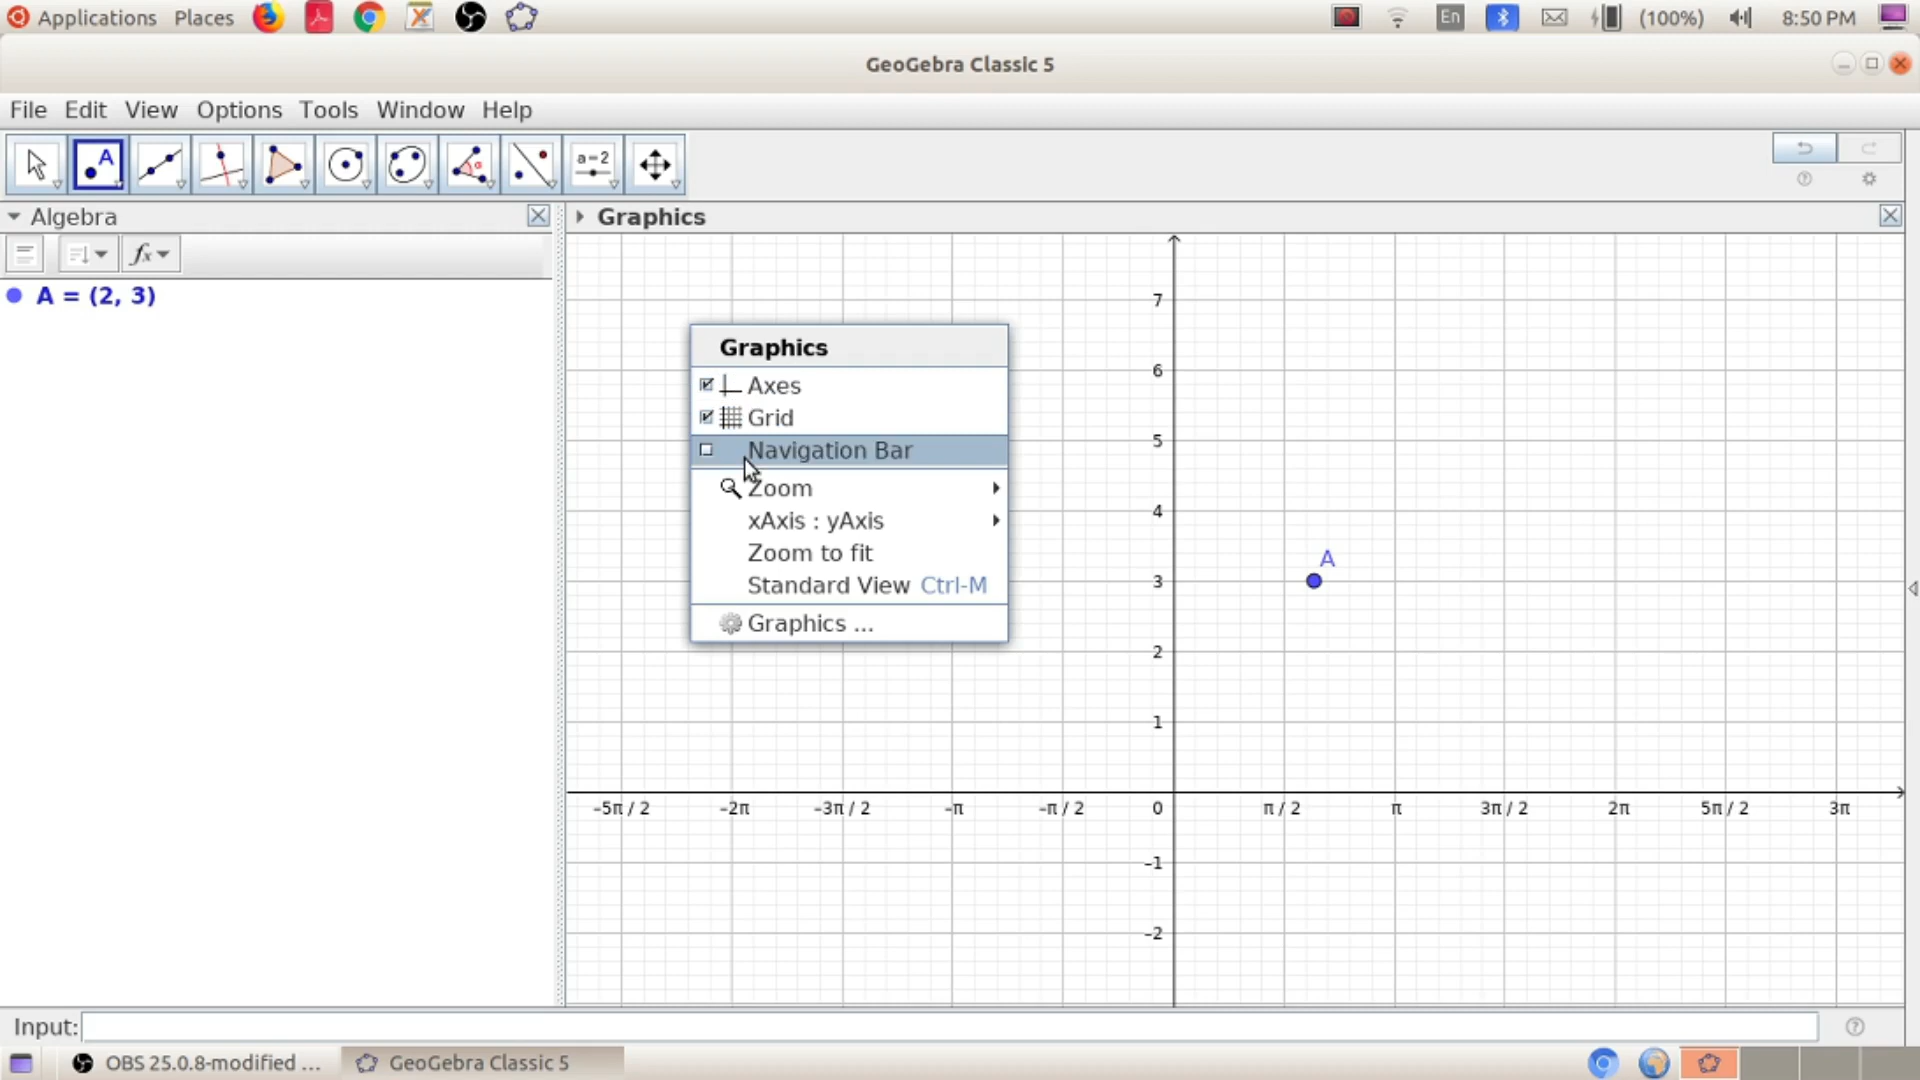 Applications Places En (100%) 8:50 PM
GeoGebra Classic 5
File Edit View Options Tools Window Help
A α a=2
Algebra
Graphics
fx
A = (2, 3)
7
Graphics
Axes
Grid
Navigation Bar
Zoom
xAxis : yAxis
Zoom to fit
Standard View Ctrl-M
Graphics ...
6
5
4
A
3
2
1
-5π / 2 -2π -3π / 2 -π -π / 2 0 π / 2 π 3π / 2 2π 5π / 2 3π
-1
-2
Input:
OBS 25.0.8-modified ... GeoGebra Classic 5